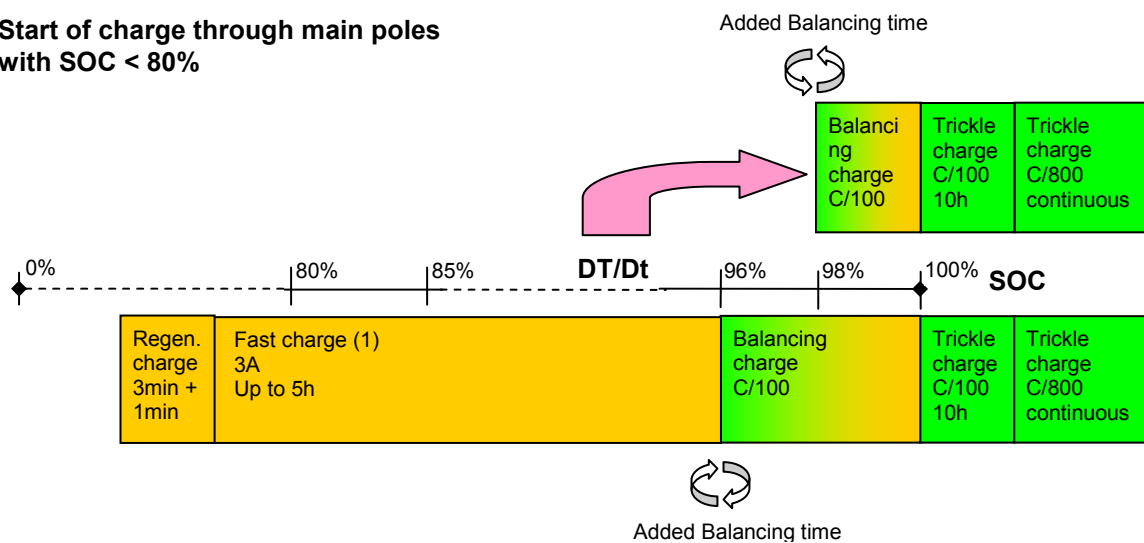 Start of charge through main poles
with SOC < 80%
Added Balancing time
Balanci
ng
charge
C/100
Trickle
charge
C/100
10h
Trickle
charge
C/800
continuous
0%
80%
85%
DT/Dt
96%
98%
100%
SOC
Regen.
charge
3min +
1min
Fast charge (1)
3A
Up to 5h
Balancing
charge
C/100
Trickle
charge
C/100
10h
Trickle
charge
C/800
continuous
Added Balancing time